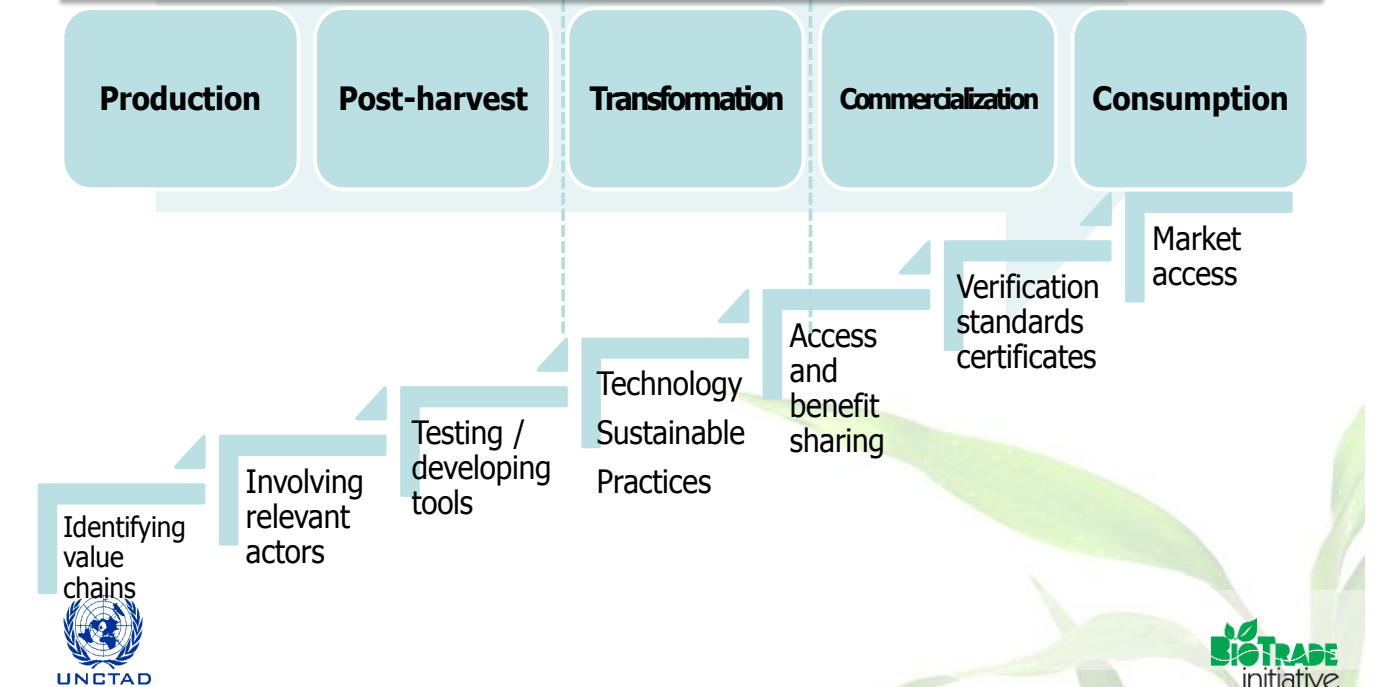 Production
Post-harvest
Transformation
Commercialization
Consumption
Market
access
Verification
standards
certificates
Access
and
benefit
sharing
Technology
Sustainable
Practices
Testing /
developing
tools
Involving
relevant
actors
Identifying
value
chains
UNCTAD
BIOTRADE
initiative